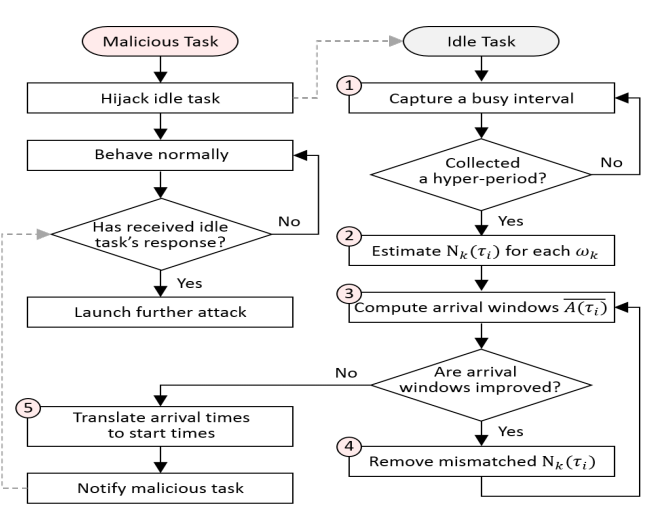 Malicious Task
Hijack idle task
Behave normally
No
Has received idle
task's response?
Yes
Launch further attack
Idle Task
1
Capture a busy interval
No
Collected
a hyper-period?
Yes
2
Estimate N_k(τ_i) for each ω_k
3
Compute arrival windows \overline{A(τ_i)}
No
Are arrival
windows improved?
Yes
4
Remove mismatched N_k(τ_i)
5
Translate arrival times
to start times
Notify malicious task